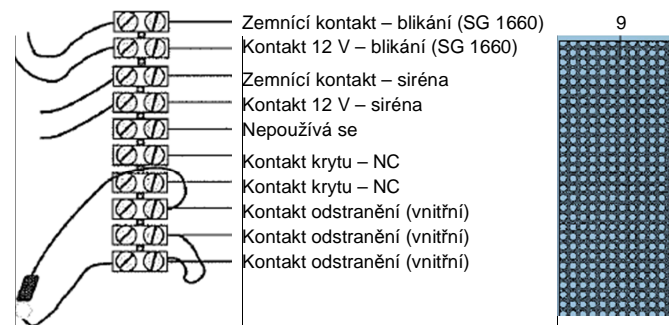 Zemnící kontakt – blikání (SG 1660)
Kontakt 12 V – blikání (SG 1660)
Zemnící kontakt – siréna
Kontakt 12 V – siréna
Nepoužívá se
Kontakt krytu – NC
Kontakt krytu – NC
Kontakt odstranění (vnitřní)
Kontakt odstranění (vnitřní)
Kontakt odstranění (vnitřní)
9